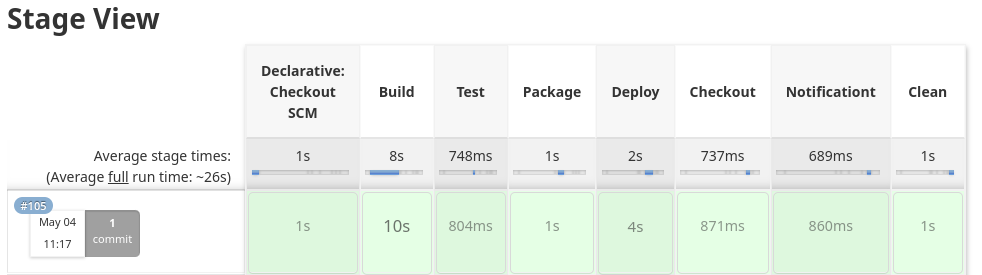 Stage View
Declarative:
Checkout
SCM
Build
Test
Package
Deploy
Checkout
Notificationt
Clean
Average stage times:
(Average full run time: ~26s)
1s
8s
748ms
1s
2s
737ms
689ms
1s
#105
May 04
11:17
1
commit
1s
10s
804ms
1s
4s
871ms
860ms
1s